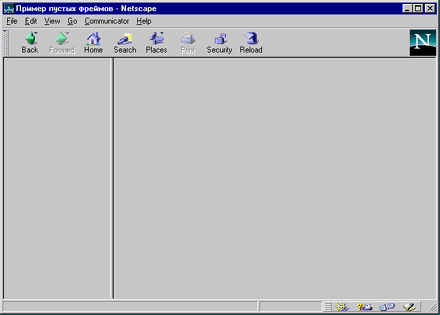 Пример пустых фреймов - Netscape
File Edit View Go Communicator Help
Back Forward Home Search Places Print Security Reload
N